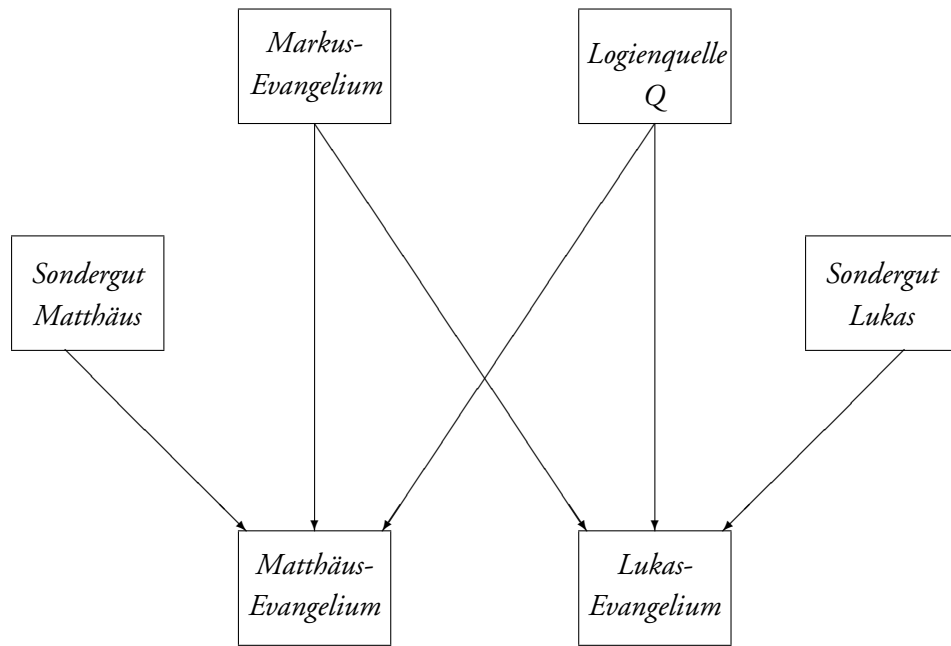 Markus-
Evangelium
Logienquelle
Q
Sondergut
Matthäus
Sondergut
Lukas
Matthäus-
Evangelium
Lukas-
Evangelium